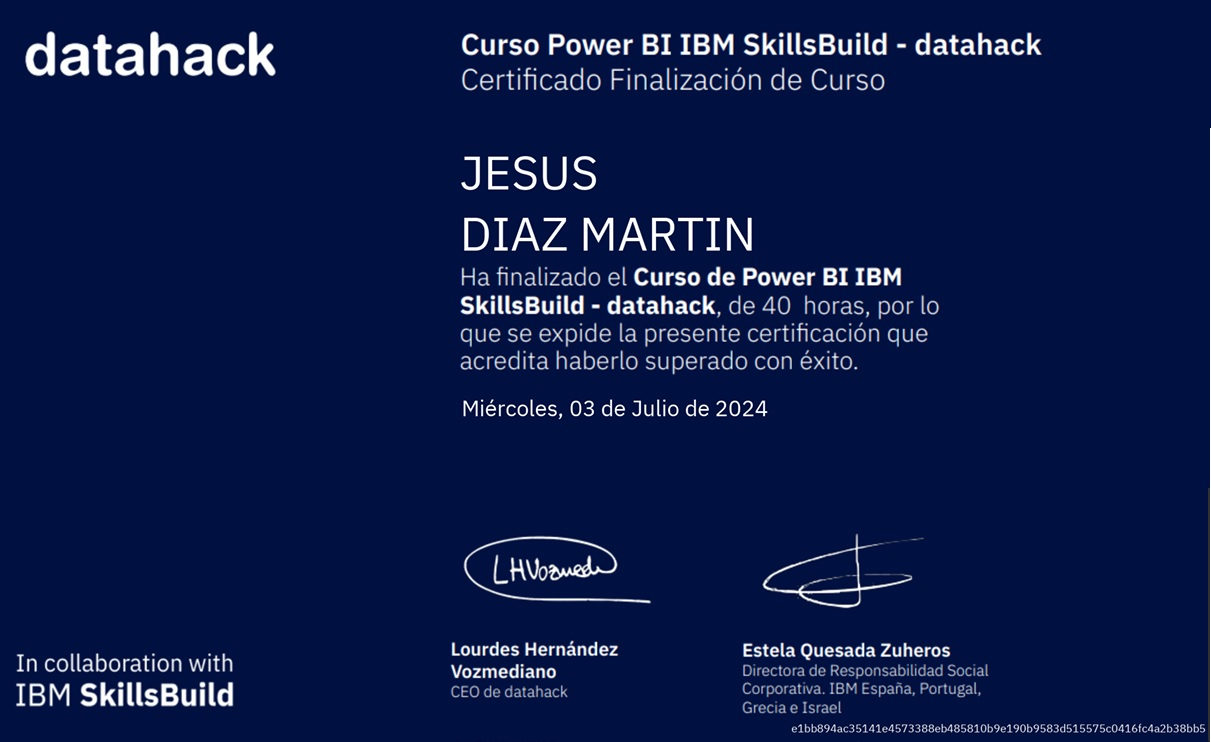 datahack
Curso Power BI IBM SkillsBuild - datahack
Certificado Finalización de Curso
JESUS
DIAZ MARTIN
Ha finalizado el Curso de Power BI IBM
SkillsBuild - datahack, de 40 horas, por lo
que se expide la presente certificación que
acredita haberlo superado con éxito.
Miércoles, 03 de Julio de 2024
LHVozmedi
Lourdes Hernández
Vozmediano
CEO de datahack
Estela Quesada Zuheros
Directora de Responsabilidad Social
Corporativa. IBM España, Portugal,
Grecia e Israel
In collaboration with
IBM SkillsBuild
e1bb894ac35141e4573388eb485810b9e190b9583d515575c0416fc4a2b38bb5